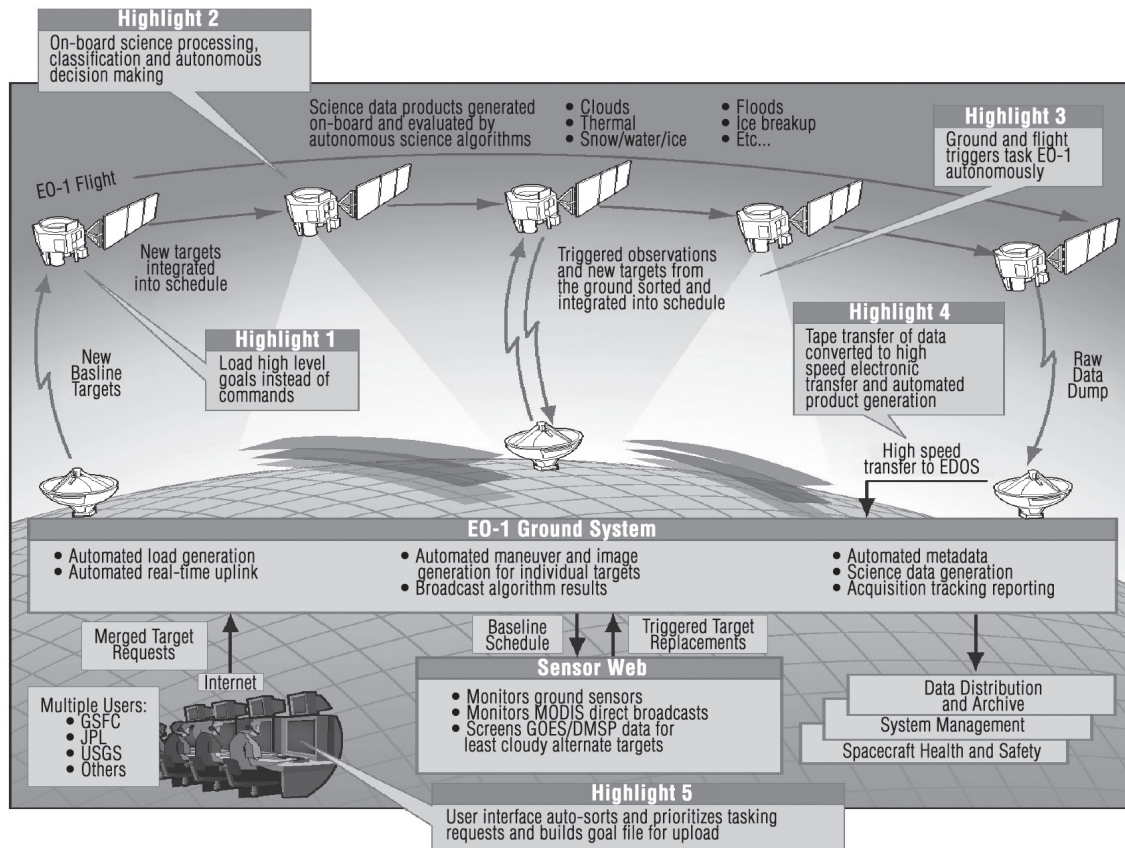 Highlight 2
On-board science processing,
classification and autonomous
decision making
Science data products generated
on-board and evaluated by
autonomous science algorithms
• Clouds
• Thermal
• Snow/water/ice
• Floods
• Ice breakup
• Etc...
Highlight 3
Ground and flight
triggers task EO-1
autonomously
EO-1 Flight
New targets
integrated
into schedule
Triggered observations
and new targets from
the ground sorted and
integrated into schedule
Highlight 1
Load high level
goals instead of
commands
New
Basline
Targets
Highlight 4
Tape transfer of data
converted to high
speed electronic
transfer and automated
product generation
Raw
Data
Dump
High speed
transfer to EDOS
EO-1 Ground System
• Automated load generation
• Automated real-time uplink
• Automated maneuver and image
generation for individual targets
• Broadcast algorithm results
• Automated metadata
• Science data generation
• Acquisition tracking reporting
Merged Target
Requests
Internet
Baseline
Schedule
Triggered Target
Replacements
Multiple Users:
• GSFC
• JPL
• USGS
• Others
Sensor Web
• Monitors ground sensors
• Monitors MODIS direct broadcasts
• Screens GOES/DMSP data for
least cloudy alternate targets
Data Distribution
and Archive
System Management
Spacecraft Health and Safety
Highlight 5
User interface auto-sorts and prioritizes tasking
requests and builds goal file for upload